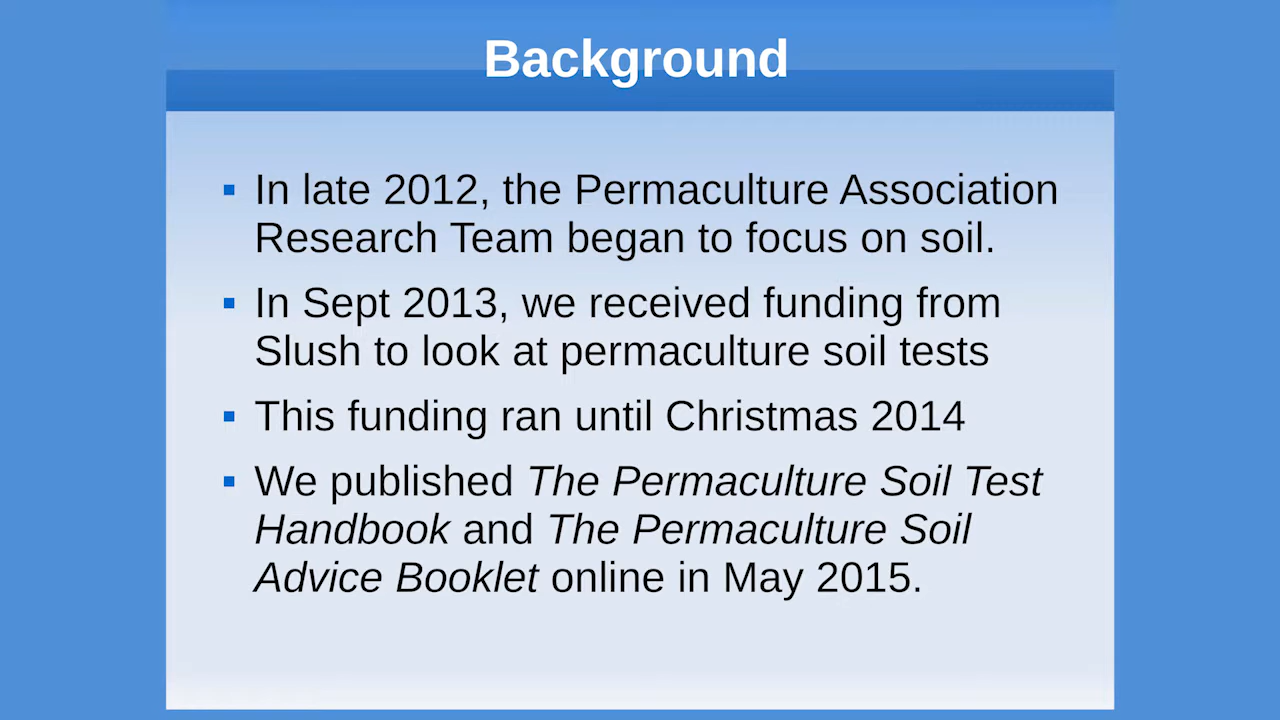 Background
In late 2012, the Permaculture Association
Research Team began to focus on soil.
In Sept 2013, we received funding from
Slush to look at permaculture soil tests
This funding ran until Christmas 2014
We published The Permaculture Soil Test
Handbook and The Permaculture Soil
Advice Booklet online in May 2015.